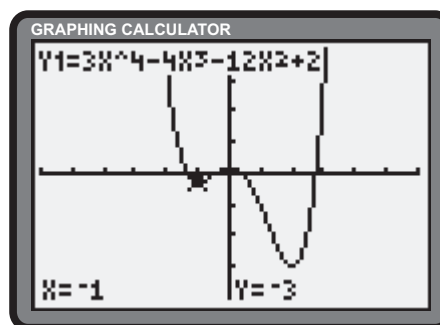 GRAPHING CALCULATOR
Y1=3X^4-4X3-12X2+2
X=-1 Y=-3